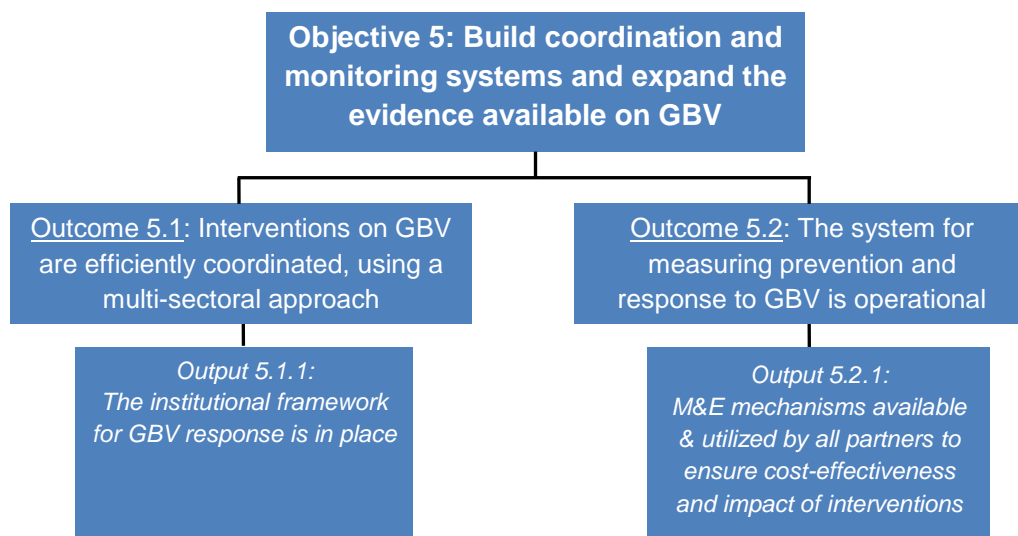 Objective 5: Build coordination and
monitoring systems and expand the
evidence available on GBV
Outcome 5.1: Interventions on GBV
are efficiently coordinated, using a
multi-sectoral approach
Outcome 5.2: The system for
measuring prevention and
response to GBV is operational
Output 5.1.1:
The institutional framework
for GBV response is in place
Output 5.2.1:
M&E mechanisms available
& utilized by all partners to
ensure cost-effectiveness
and impact of interventions